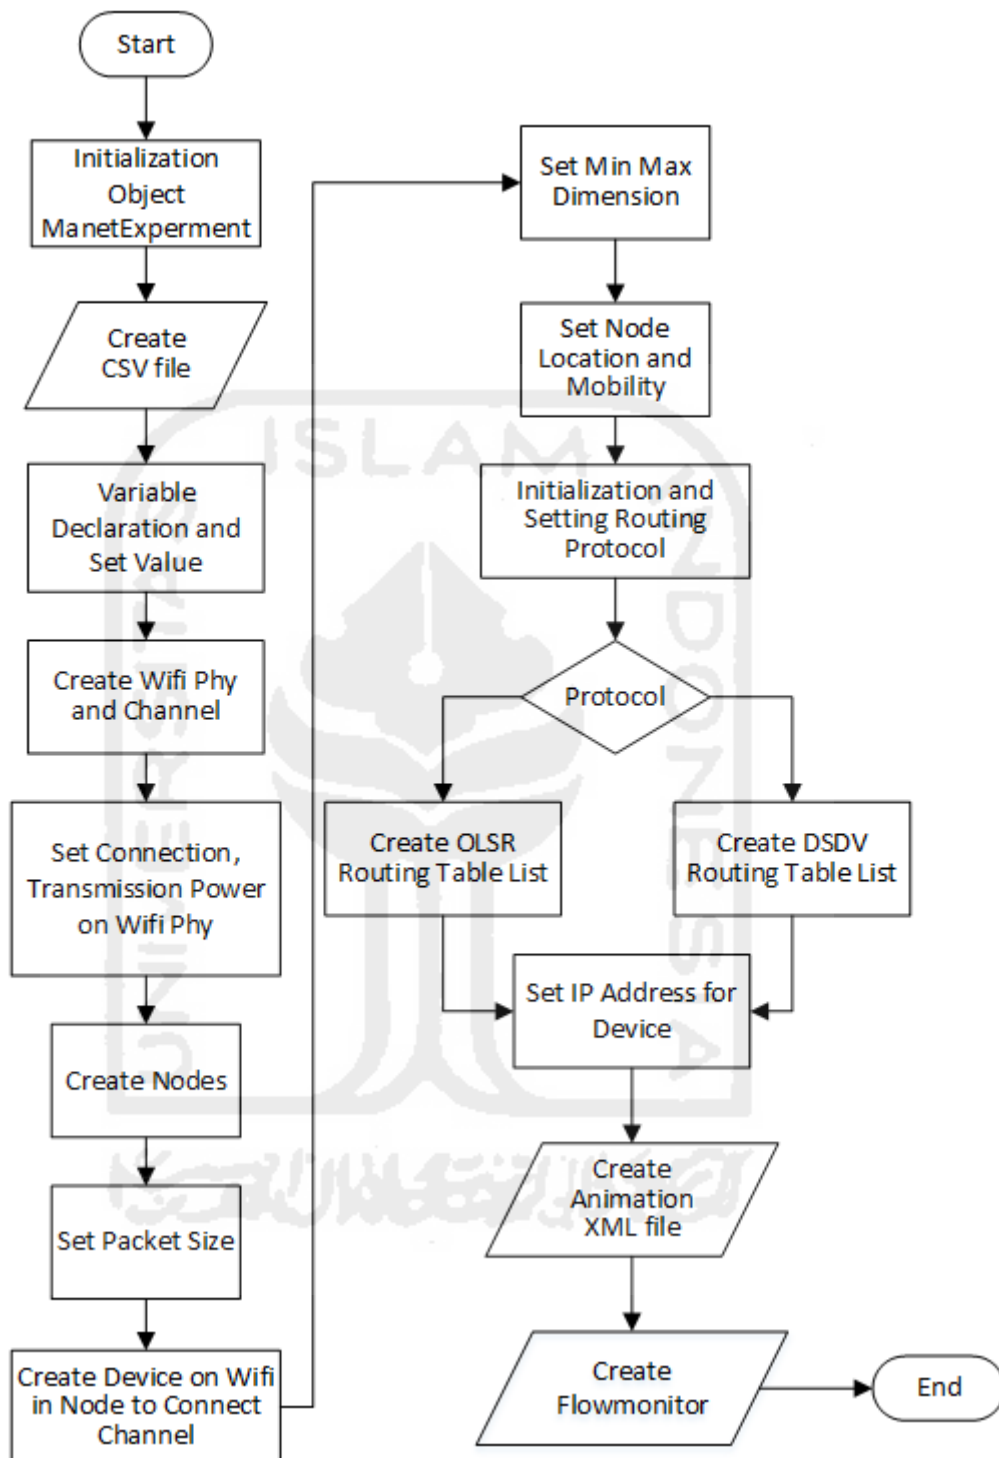 Start
Initialization
Object
ManetExperment
Create
CSV file
Variable
Declaration and
Set Value
Create Wifi Phy
and Channel
Set Connection,
Transmission Power
on Wifi Phy
Create Nodes
Set Packet Size
Create Device on Wifi
in Node to Connect
Channel
Set Min Max
Dimension
Set Node
Location and
Mobility
Initialization and
Setting Routing
Protocol
Protocol
Create OLSR
Routing Table List
Create DSDV
Routing Table List
Set IP Address for
Device
Create
Animation
XML file
Create
Flowmonitor
End
UNIVERSITAS
ISLAM
INDONESIA